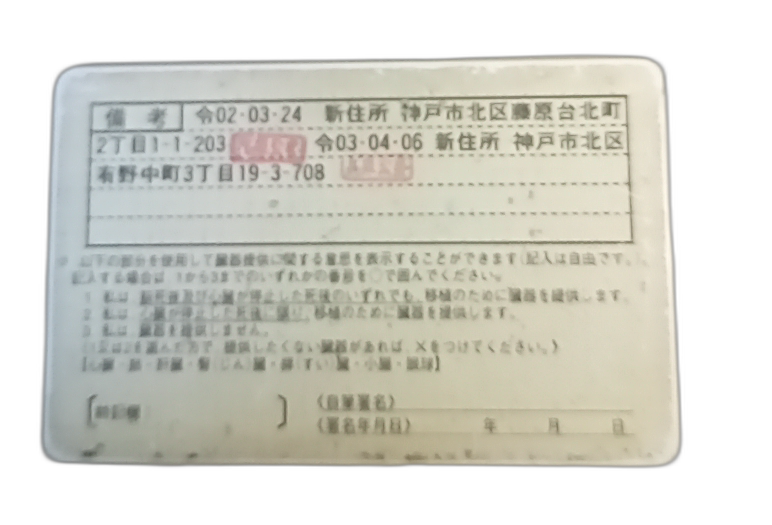 備考 令02-03-24 新住所 神戸市北区藤原台北町
2丁目1-1-203 令03-04-06 新住所 神戸市北区
有野中町3丁目19-3-708
以下の部分を使用して臓器提供に関する意思を表示することができます(記入は自由です。)。
記入する場合は、1から3までのいずれかの番号を○で囲んでください。
1. 私は、脳死後及び心臓が停止した死後のいずれでも、移植のために臓器を提供します。
2. 私は、心臓が停止した死後に限り、移植のために臓器を提供します。
3. 私は、臓器を提供しません。
《1又は2を選んだ方で、提供したくない臓器があれば、×をつけてください。》
【心臓・肺・肝臓・腎(じん)臓・膵(すい)臓・小腸・眼球】
〔特記欄: 〕
《自筆署名》
《署名年月日》 年 月 日